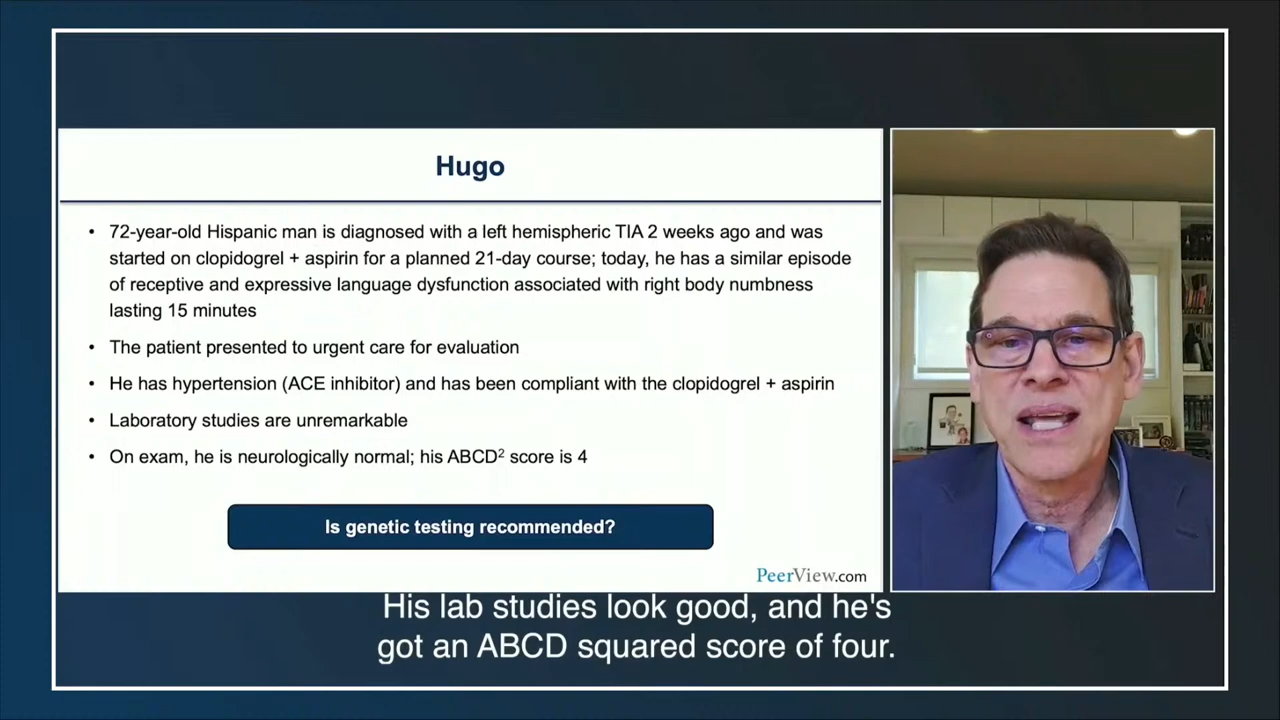 Hugo
• 72-year-old Hispanic man is diagnosed with a left hemispheric TIA 2 weeks ago and was
started on clopidogrel + aspirin for a planned 21-day course; today, he has a similar episode
of receptive and expressive language dysfunction associated with right body numbness
lasting 15 minutes
• The patient presented to urgent care for evaluation
• He has hypertension (ACE inhibitor) and has been compliant with the clopidogrel + aspirin
• Laboratory studies are unremarkable
• On exam, he is neurologically normal; his ABCD² score is 4
Is genetic testing recommended?
PeerView.com
His lab studies look good, and he's
got an ABCD squared score of four.